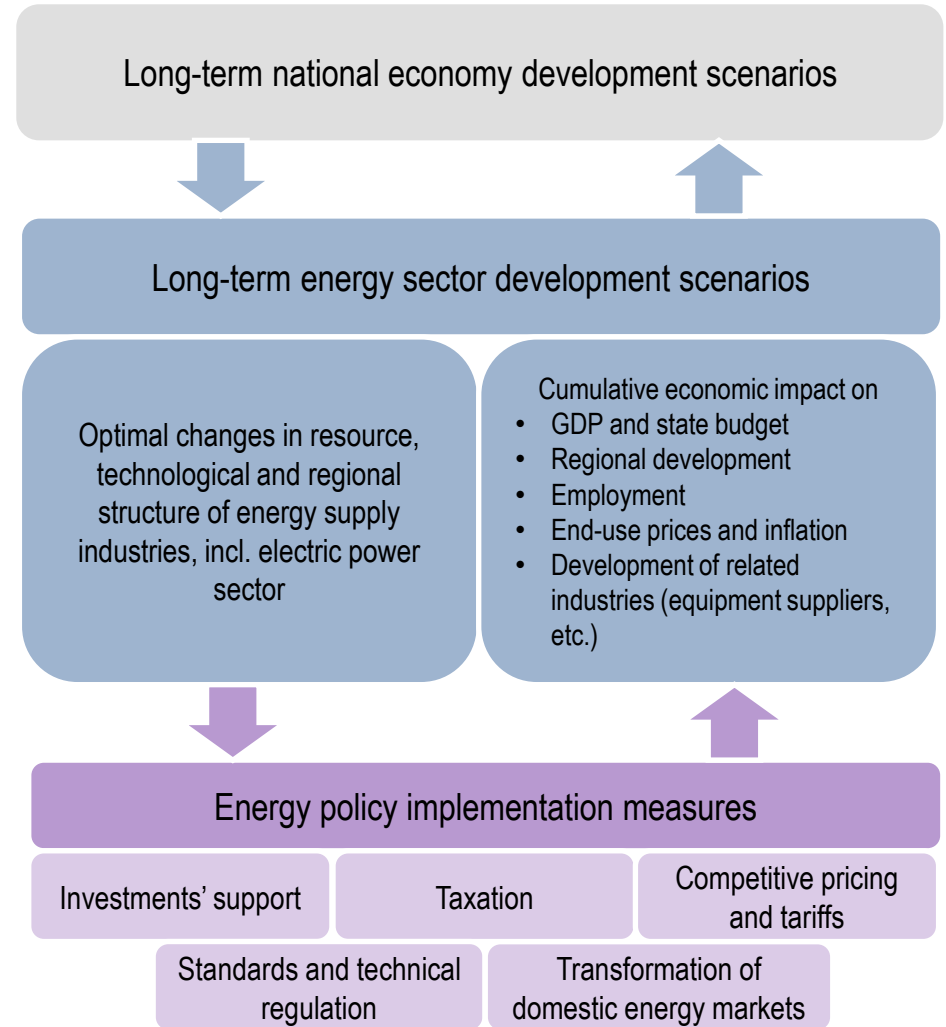 Long-term national economy development scenarios
Long-term energy sector development scenarios
Optimal changes in resource,
technological and regional
structure of energy supply
industries, incl. electric power
sector
Cumulative economic impact on
• GDP and state budget
• Regional development
• Employment
• End-use prices and inflation
• Development of related
industries (equipment suppliers,
etc.)
Energy policy implementation measures
Investments’ support
Taxation
Competitive pricing
and tariffs
Standards and technical
regulation
Transformation of
domestic energy markets